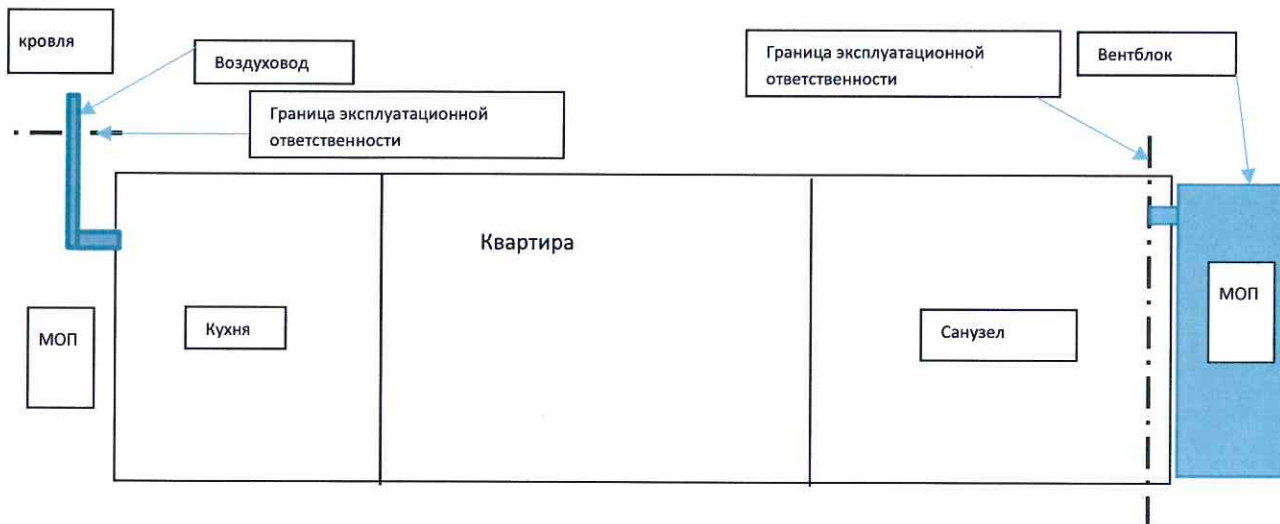 кровля
Воздуховод
Граница эксплуатационной
ответственности
Граница эксплуатационной
ответственности
Вентблок
Квартира
МОП
Кухня
Санузел
МОП